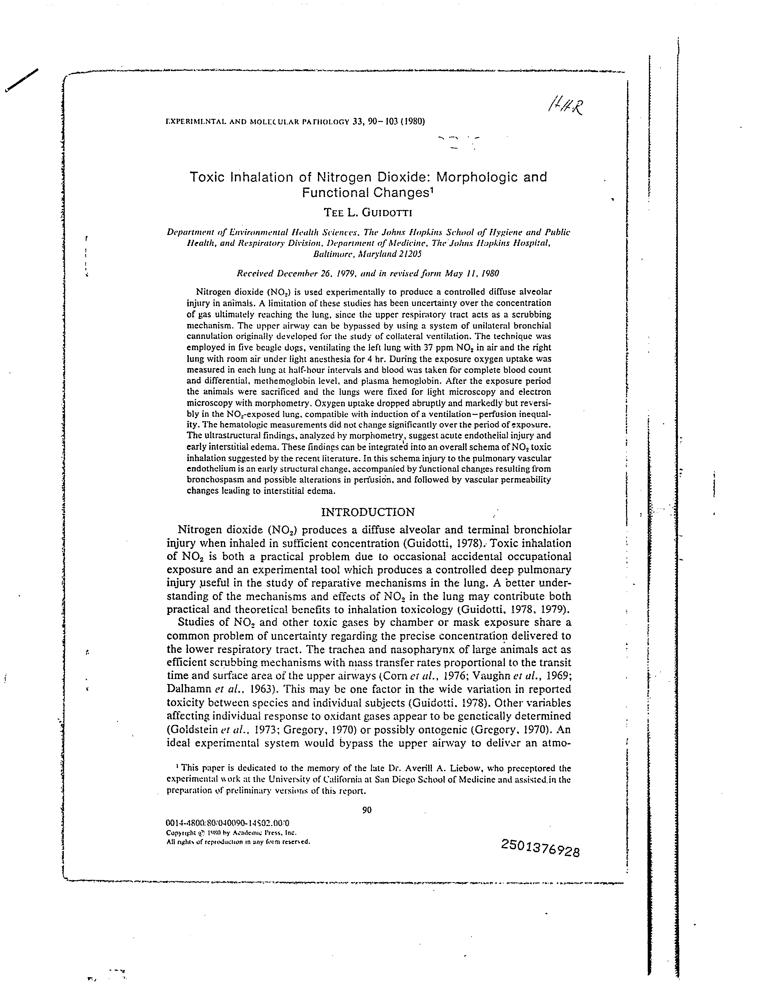 HHR
EXPERIMENTAL AND MOLECULAR PATHOLOGY 33, 90–103 (1980)
Toxic Inhalation of Nitrogen Dioxide: Morphologic and
Functional Changes¹
TEE L. GUIDOTTI
Department of Environmental Health Sciences, The Johns Hopkins School of Hygiene and Public
Health, and Respiratory Division, Department of Medicine, The Johns Hopkins Hospital,
Baltimore, Maryland 21205
Received December 26, 1979, and in revised form May 11, 1980
Nitrogen dioxide (NO₂) is used experimentally to produce a controlled diffuse alveolar
injury in animals. A limitation of these studies has been uncertainty over the concentration
of gas ultimately reaching the lung, since the upper respiratory tract acts as a scrubbing
mechanism. The upper airway can be bypassed by using a system of unilateral bronchial
cannulation originally developed for the study of collateral ventilation. The technique was
employed in five beagle dogs, ventilating the left lung with 37 ppm NO₂ in air and the right
lung with room air under light anesthesia for 4 hr. During the exposure oxygen uptake was
measured in each lung at half-hour intervals and blood was taken for complete blood count
and differential, methemoglobin level, and plasma hemoglobin. After the exposure period
the animals were sacrificed and the lungs were fixed for light microscopy and electron
microscopy with morphometry. Oxygen uptake dropped abruptly and markedly but reversi-
bly in the NO₂-exposed lung, compatible with induction of a ventilation–perfusion inequal-
ity. The hematologic measurements did not change significantly over the period of exposure.
The ultrastructural findings, analyzed by morphometry, suggest acute endothelial injury and
early interstitial edema. These findings can be integrated into an overall schema of NO₂ toxic
inhalation suggested by the recent literature. In this schema injury to the pulmonary vascular
endothelium is an early structural change, accompanied by functional changes resulting from
bronchospasm and possible alterations in perfusion, and followed by vascular permeability
changes leading to interstitial edema.
INTRODUCTION
Nitrogen dioxide (NO₂) produces a diffuse alveolar and terminal bronchiolar
injury when inhaled in sufficient concentration (Guidotti, 1978). Toxic inhalation
of NO₂ is both a practical problem due to occasional accidental occupational
exposure and an experimental tool which produces a controlled deep pulmonary
injury useful in the study of reparative mechanisms in the lung. A better under-
standing of the mechanisms and effects of NO₂ in the lung may contribute both
practical and theoretical benefits to inhalation toxicology (Guidotti, 1978, 1979).
Studies of NO₂ and other toxic gases by chamber or mask exposure share a
common problem of uncertainty regarding the precise concentration delivered to
the lower respiratory tract. The trachea and nasopharynx of large animals act as
efficient scrubbing mechanisms with mass transfer rates proportional to the transit
time and surface area of the upper airways (Corn et al., 1976; Vaughn et al., 1969;
Dalhamn et al., 1963). This may be one factor in the wide variation in reported
toxicity between species and individual subjects (Guidotti, 1978). Other variables
affecting individual response to oxidant gases appear to be genetically determined
(Goldstein et al., 1973; Gregory, 1970) or possibly ontogenic (Gregory, 1970). An
ideal experimental system would bypass the upper airway to deliver an atmo-
¹ This paper is dedicated to the memory of the late Dr. Averill A. Liebow, who preceptored the
experimental work at the University of California at San Diego School of Medicine and assisted in the
preparation of preliminary versions of this report.
90
0014-4800/80/040090-14$02.00/0
Copyright © 1980 by Academic Press, Inc.
All rights of reproduction in any form reserved.
2501376928